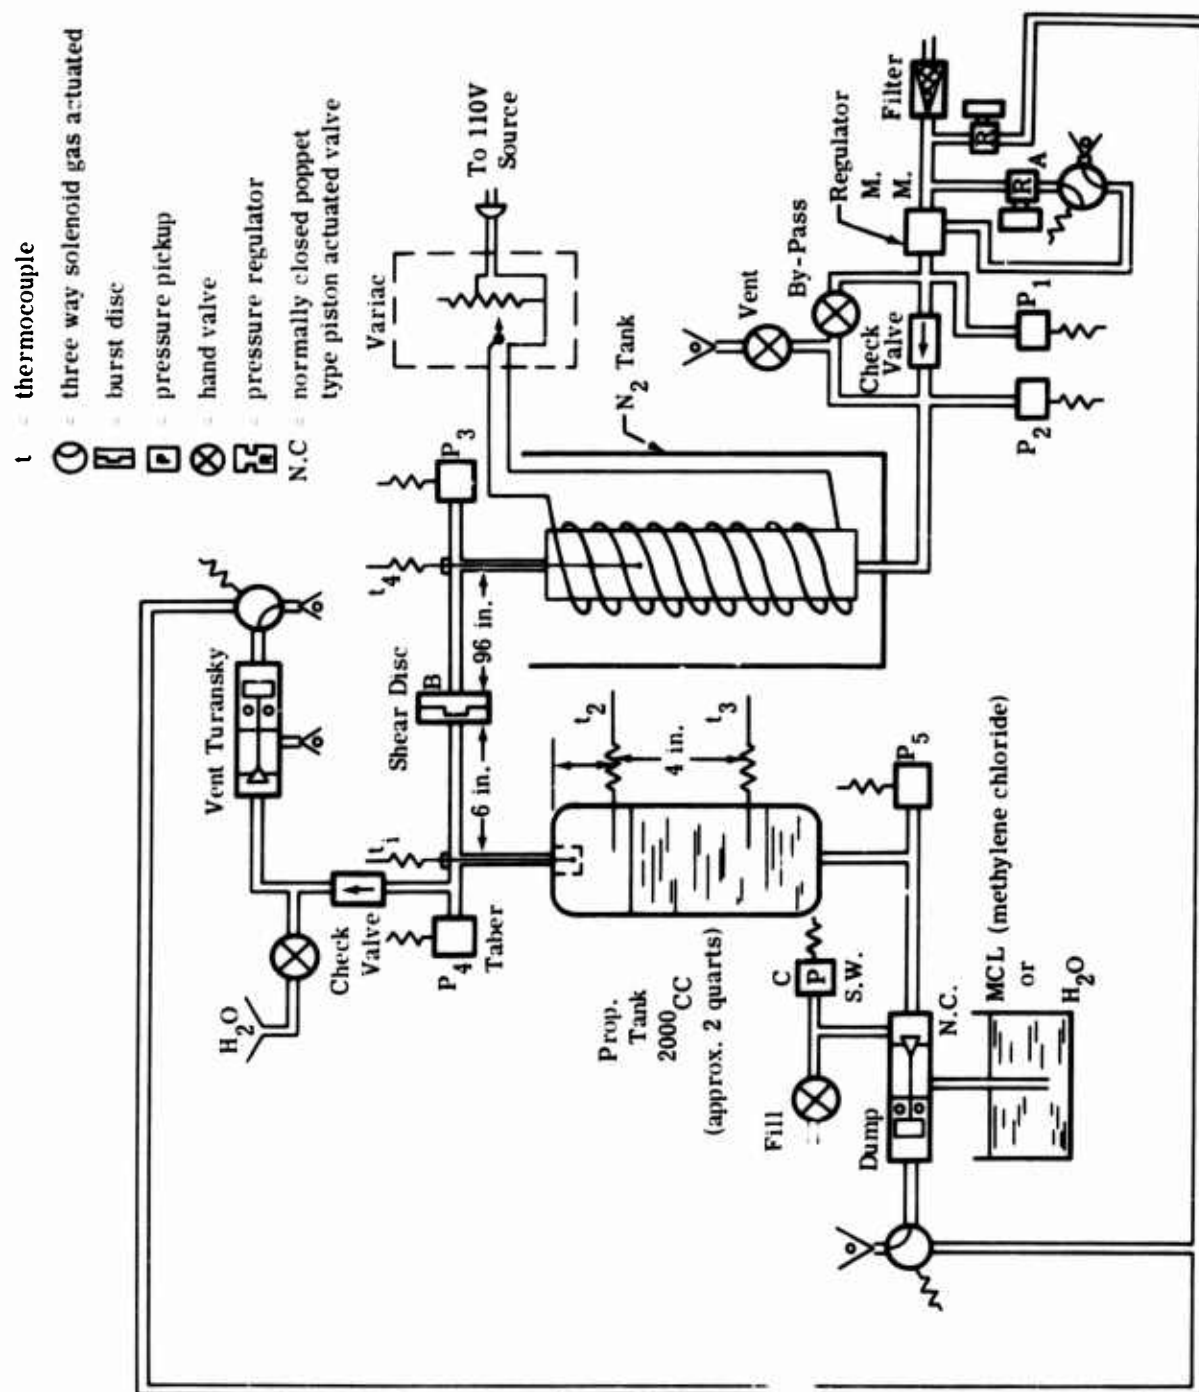 t = thermocouple
= three way solenoid gas actuated
= burst disc
P = pressure pickup
= hand valve
R = pressure regulator
N.C = normally closed poppet
type piston actuated valve
Vent Turansky
H2O
Check
Valve
t1
P4
Taber
Shear Disc
B
6 in.
96 in.
t4
P3
Variac
To 110V
Source
N2 Tank
Vent
By-Pass
Regulator
M.
M.
Filter
R
R
A
Check
Valve
P1
P2
t2
4 in.
t3
P5
Prop.
Tank
2000CC
(approx. 2 quarts)
C
P
S.W.
Fill
Dump
N.C.
MCL (methylene chloride)
or
H2O